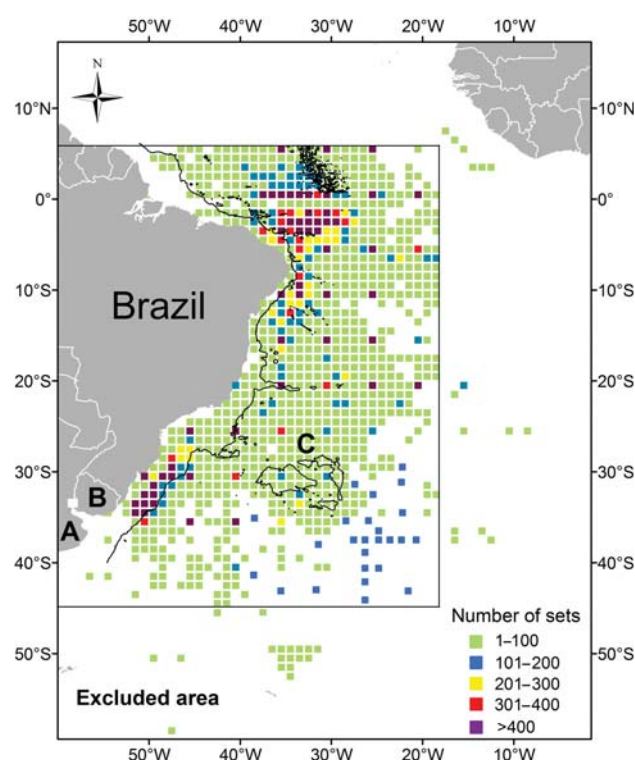 50°W 40°W 30°W 20°W 10°W
N
10°N 10°N
0° 0°
10°S 10°S
Brazil
20°S 20°S
C
30°S 30°S
B
A
40°S 40°S
Number of sets
1–100
50°S 101–200 50°S
201–300
Excluded area 301–400
>400
50°W 40°W 30°W 20°W 10°W